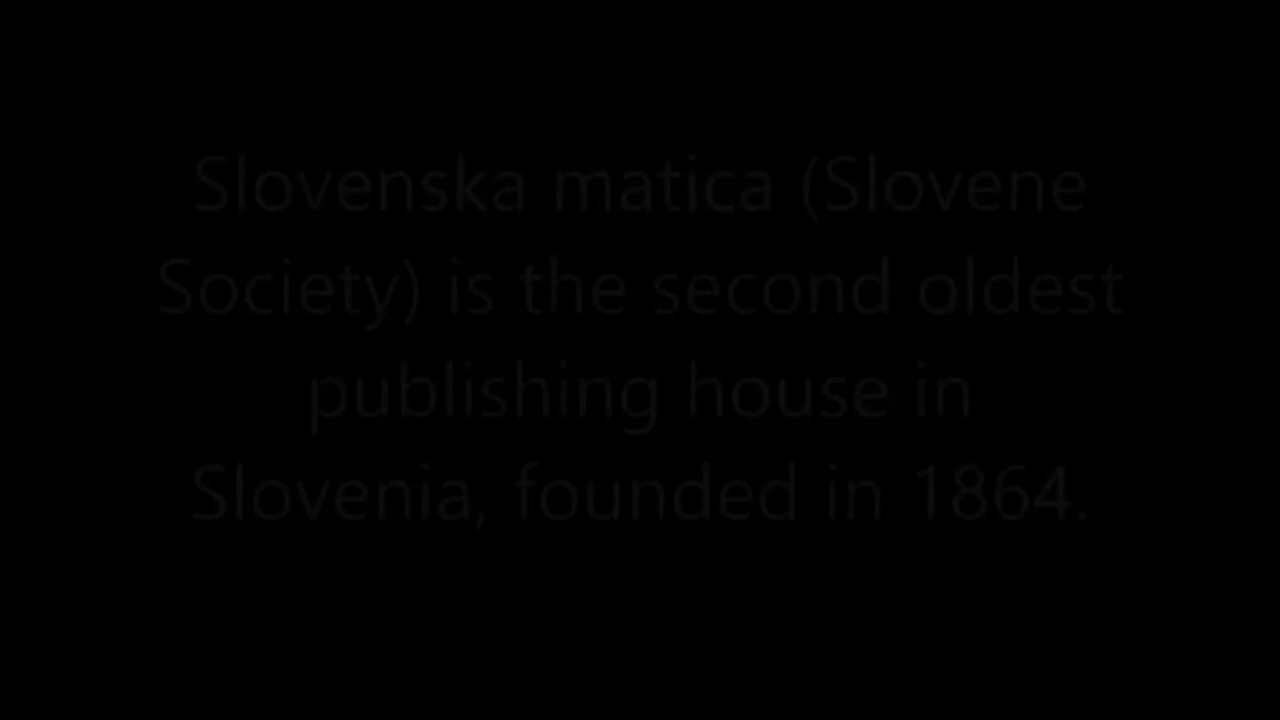 Slovenska matica (Slovene
Society) is the second oldest
publishing house in
Slovenia, founded in 1864.